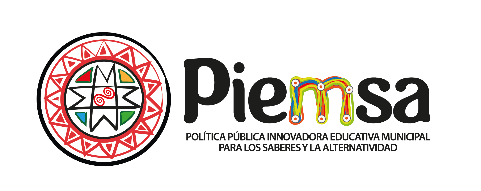 Piemsa
POLÍTICA PÚBLICA INNOVADORA EDUCATIVA MUNICIPAL
PARA LOS SABERES Y LA ALTERNATIVIDAD